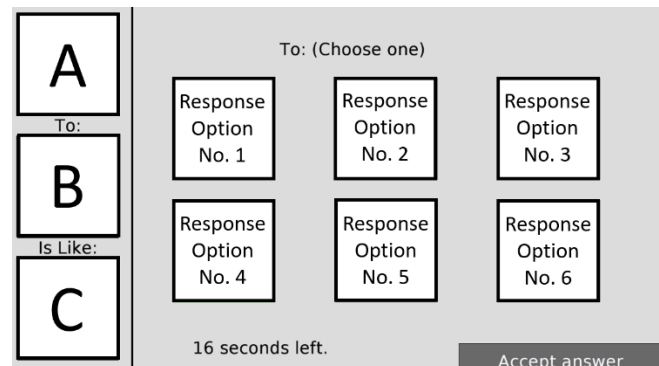 A
To:
B
Is Like:
C
To: (Choose one)
Response
Option
No. 1
Response
Option
No. 2
Response
Option
No. 3
Response
Option
No. 4
Response
Option
No. 5
Response
Option
No. 6
16 seconds left.
Accept answer